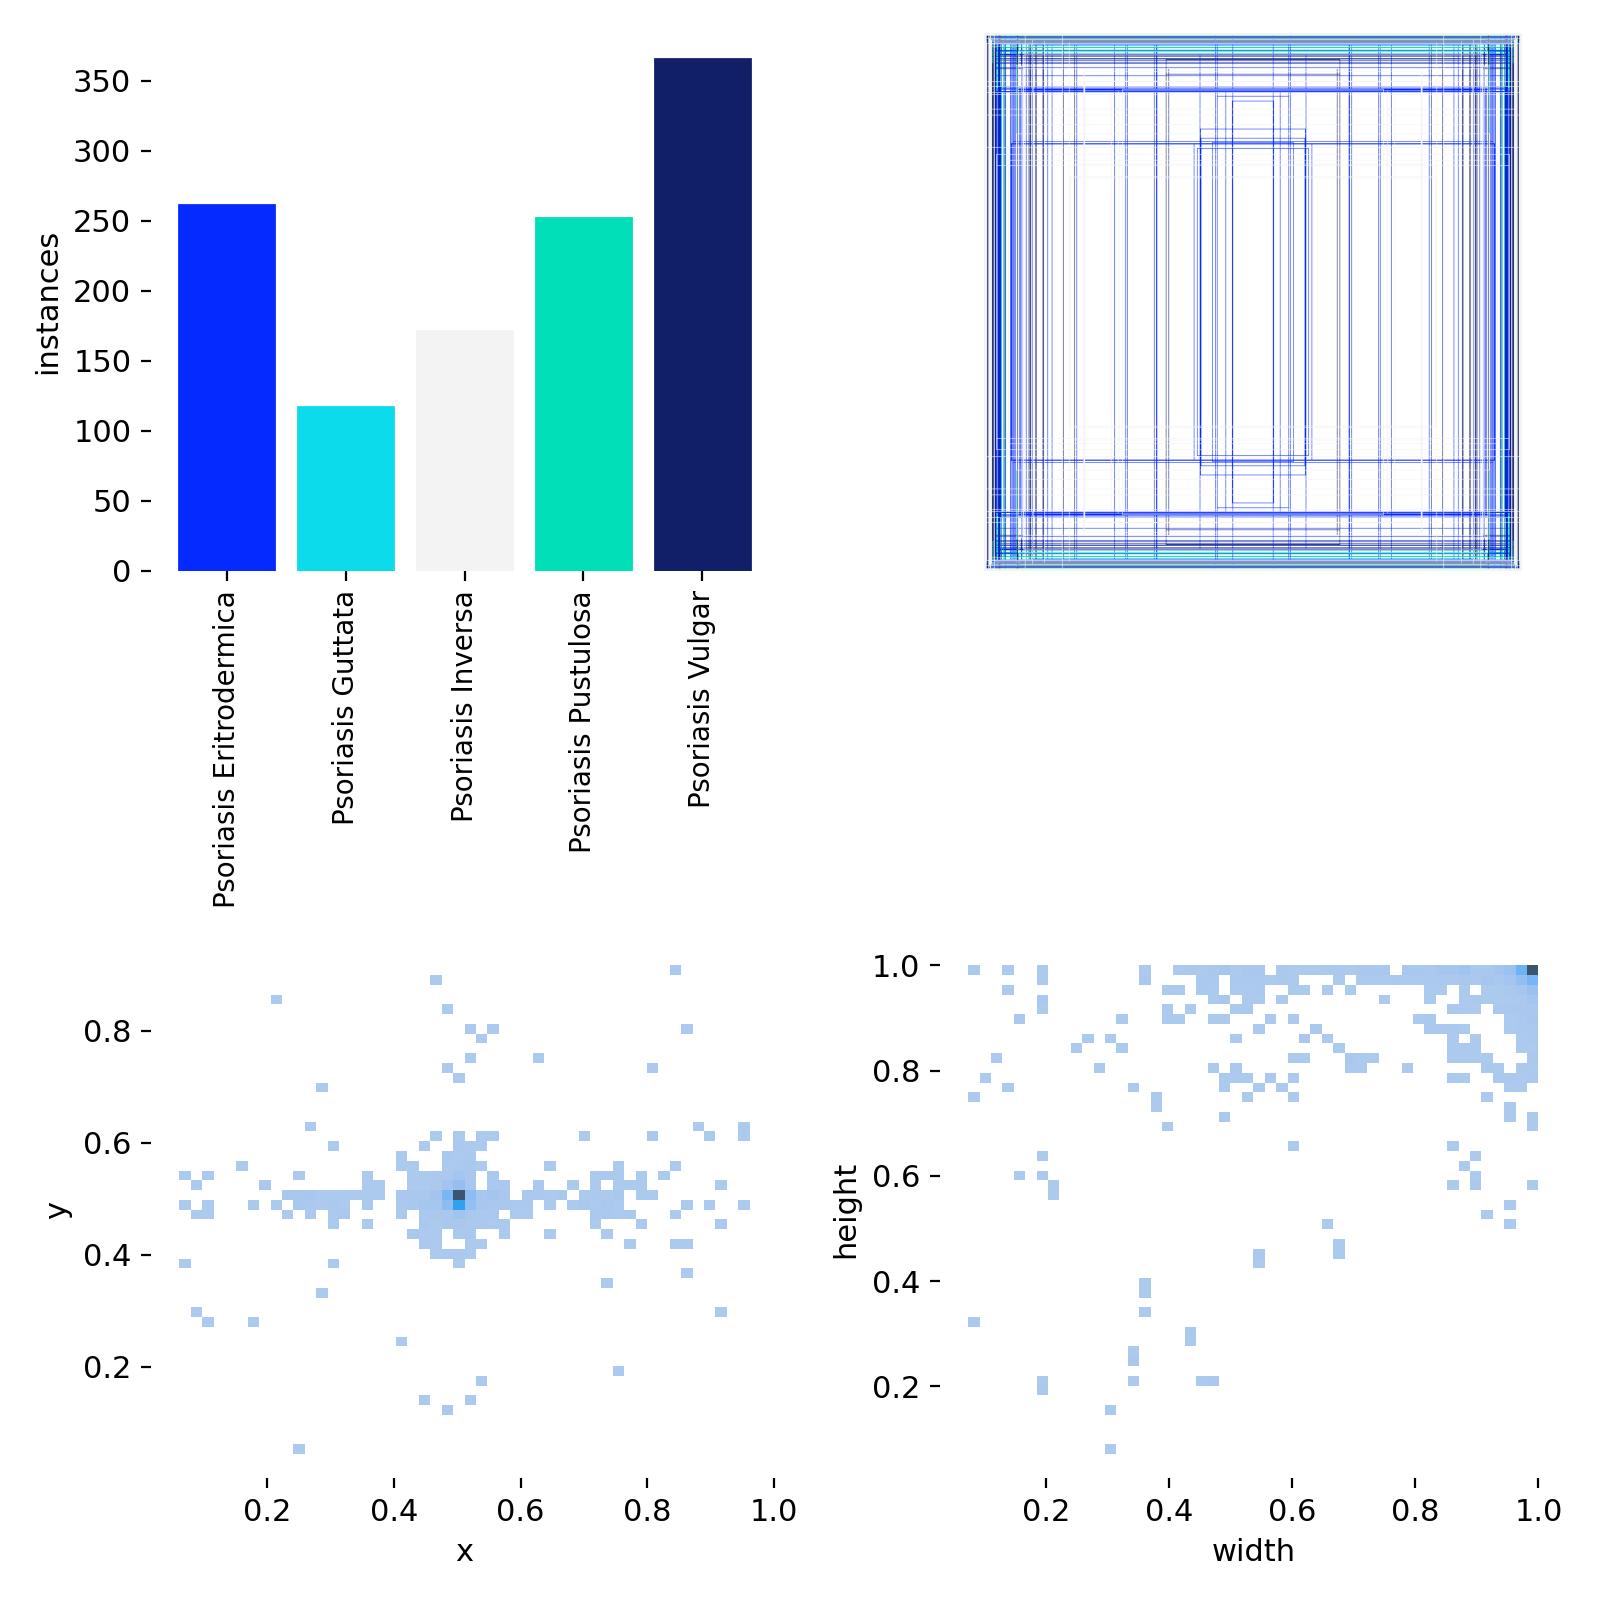 instances
350
300
250
200
150
100
50
0
Psoriasis Eritrodermica
Psoriasis Guttata
Psoriasis Inversa
Psoriasis Pustulosa
Psoriasis Vulgar
y
0.8
0.6
0.4
0.2
0.2 0.4 0.6 0.8 1.0
x
height
1.0
0.8
0.6
0.4
0.2
0.2 0.4 0.6 0.8 1.0
width